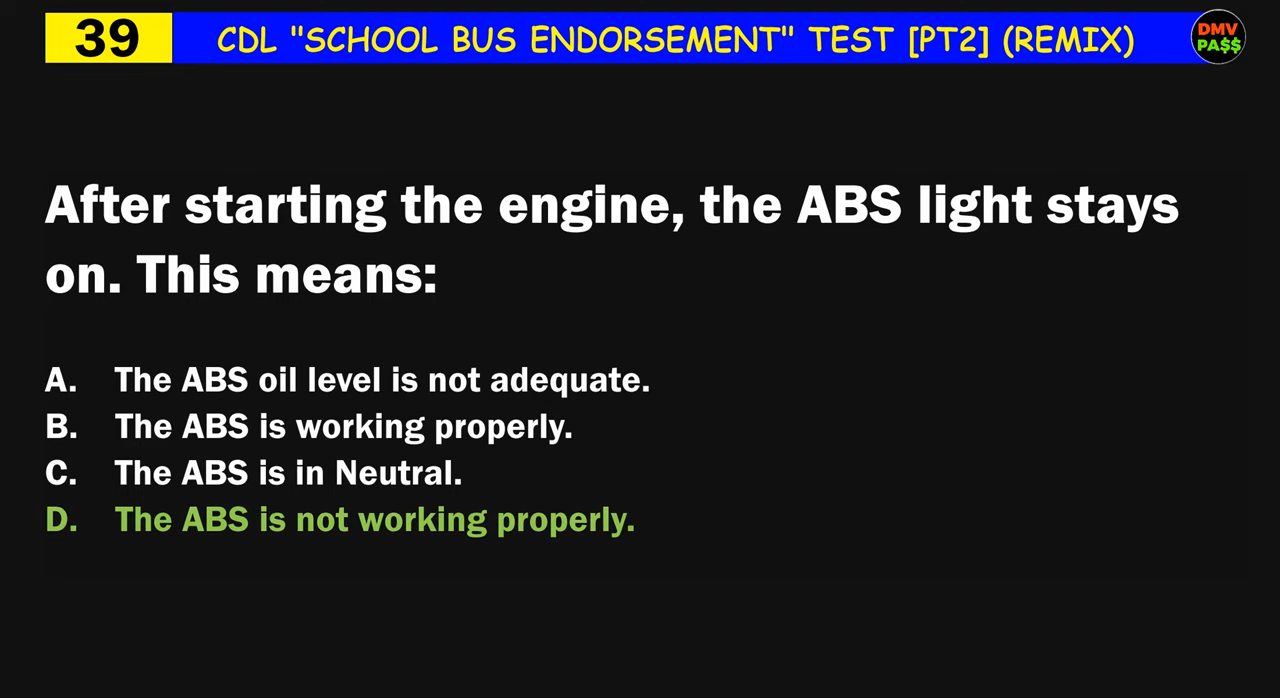 39
CDL "SCHOOL BUS ENDORSEMENT" TEST [PT2] (REMIX)
DMV
PA$$
After starting the engine, the ABS light stays
on. This means:
A. The ABS oil level is not adequate.
B. The ABS is working properly.
C. The ABS is in Neutral.
D. The ABS is not working properly.